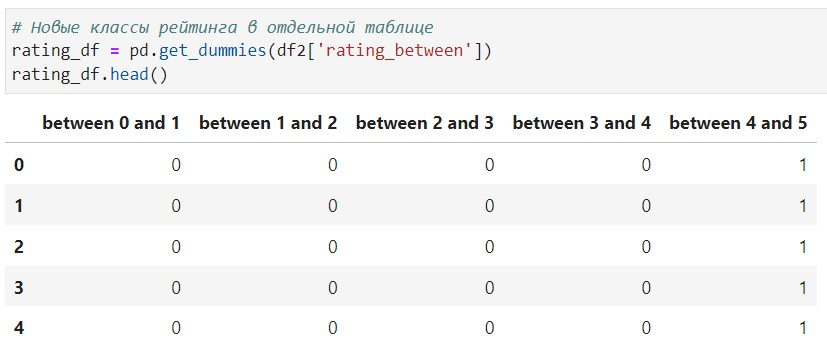 # Новые классы рейтинга в отдельной таблице
rating_df = pd.get_dummies(df2['rating_between'])
rating_df.head()
between 0 and 1 between 1 and 2 between 2 and 3 between 3 and 4 between 4 and 5
0 0 0 0 0 1
1 0 0 0 0 1
2 0 0 0 0 1
3 0 0 0 0 1
4 0 0 0 0 1